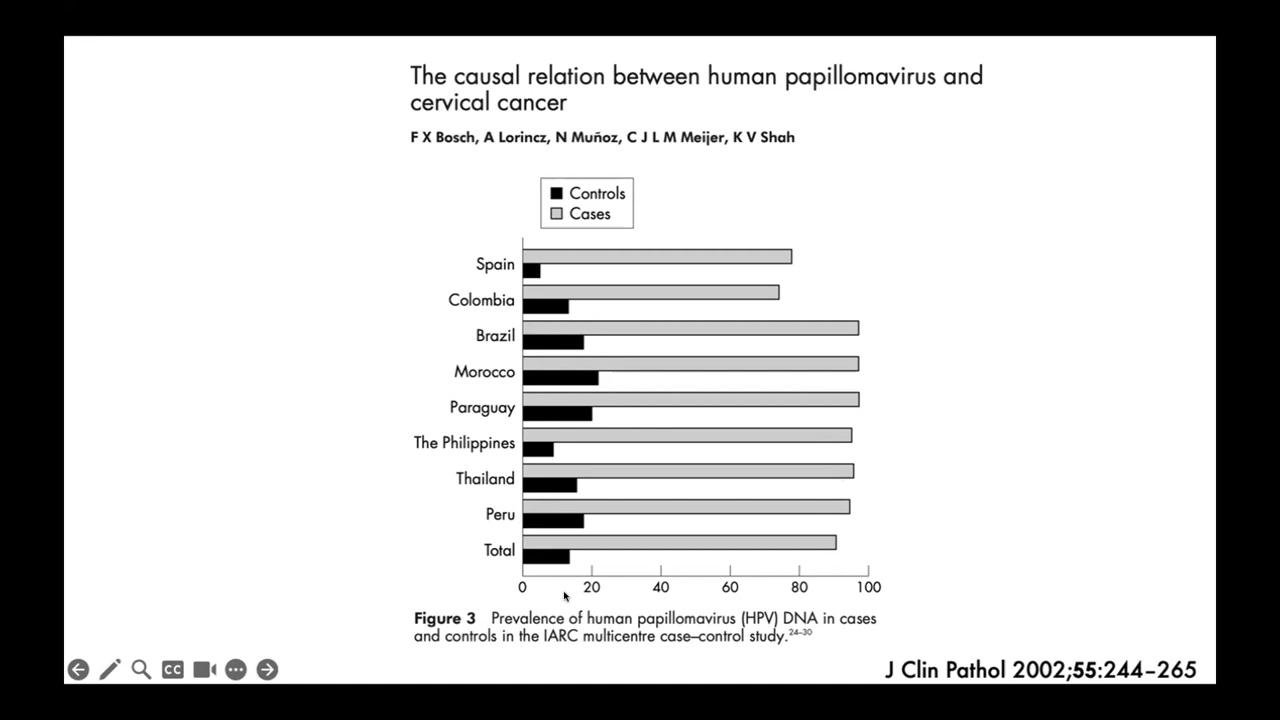 The causal relation between human papillomavirus and
cervical cancer
F X Bosch, A Lorincz, N Muñoz, C J L M Meijer, K V Shah
Controls
Cases
Spain
Colombia
Brazil
Morocco
Paraguay
The Philippines
Thailand
Peru
Total
0 20 40 60 80 100
Figure 3 Prevalence of human papillomavirus (HPV) DNA in cases
and controls in the IARC multicentre case–control study.24–30
CC
J Clin Pathol 2002;55:244–265